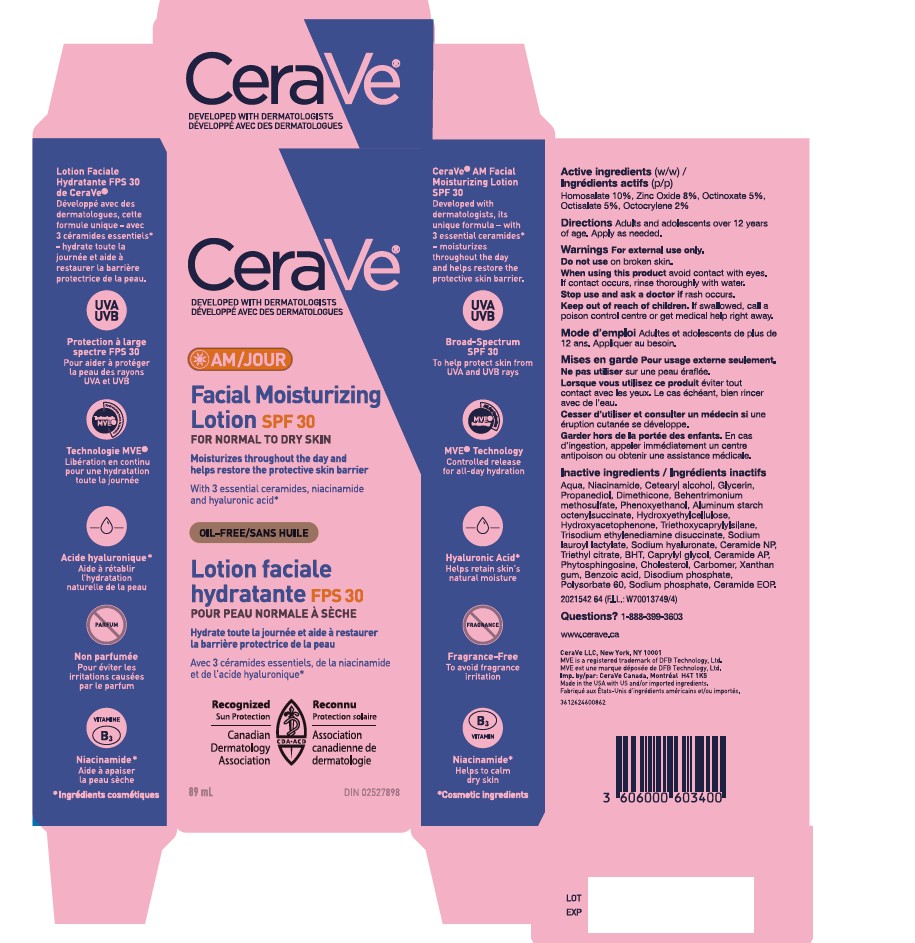 CeraVe®
DEVELOPED WITH DERMATOLOGISTS
DÉVELOPPÉ AVEC DES DERMATOLOGUES
Lotion Faciale
Hydratante FPS 30
de CeraVe®
Développé avec des
dermatologues, cette
formule unique – avec
3 céramides essentiels*
– hydrate toute la
journée et aide à
restaurer la barrière
protectrice de la peau.
UVA
UVB
Protection à large
spectre FPS 30
Pour aider à protéger
la peau des rayons
UVA et UVB
MVE
Technologie MVE®
Libération en continu
pour une hydratation
toute la journée
Acide hyaluronique*
Aide à rétablir
l'hydratation
naturelle de la peau
PARFUM
Non parfumée
Pour éviter les
irritations causées
par le parfum
VITAMINE
B3
Niacinamide*
Aide à apaiser
la peau sèche
*Ingrédients cosmétiques
CeraVe®
DEVELOPED WITH DERMATOLOGISTS
DÉVELOPPÉ AVEC DES DERMATOLOGUES
AM/JOUR
Facial Moisturizing
Lotion SPF 30
FOR NORMAL TO DRY SKIN
Moisturizes throughout the day and
helps restore the protective skin barrier
With 3 essential ceramides, niacinamide
and hyaluronic acid*
OIL-FREE/SANS HUILE
Lotion faciale
hydratante FPS 30
POUR PEAU NORMALE À SÈCHE
Hydrate toute la journée et aide à restaurer
la barrière protectrice de la peau
Avec 3 céramides essentiels, de la niacinamide
et de l'acide hyaluronique*
Recognized
Sun Protection
Canadian
Dermatology
Association
CDA•ACD
Reconnu
Protection solaire
Association
canadienne de
dermatologie
89 mL
DIN 02527898
CeraVe® AM Facial
Moisturizing Lotion
SPF 30
Developed with
dermatologists, its
unique formula – with
3 essential ceramides*
– moisturizes
throughout the day
and helps restore the
protective skin barrier.
UVA
UVB
Broad-Spectrum
SPF 30
To help protect skin from
UVA and UVB rays
MVE
MVE® Technology
Controlled release
for all-day hydration
Hyaluronic Acid*
Helps retain skin's
natural moisture
FRAGRANCE
Fragrance-Free
To avoid fragrance
irritation
B3
VITAMIN
Niacinamide*
Helps to calm
dry skin
*Cosmetic ingredients
Active ingredients (w/w) /
Ingrédients actifs (p/p)
Homosalate 10%, Zinc Oxide 8%, Octinoxate 5%,
Octisalate 5%, Octocrylene 2%
Directions Adults and adolescents over 12 years
of age. Apply as needed.
Warnings For external use only.
Do not use on broken skin.
When using this product avoid contact with eyes.
If contact occurs, rinse thoroughly with water.
Stop use and ask a doctor if rash occurs.
Keep out of reach of children. If swallowed, call a
poison control centre or get medical help right away.
Mode d'emploi Adultes et adolescents de plus de
12 ans. Appliquer au besoin.
Mises en garde Pour usage externe seulement.
Ne pas utiliser sur une peau éraflée.
Lorsque vous utilisez ce produit éviter tout
contact avec les yeux. Le cas échéant, bien rincer
avec de l'eau.
Cesser d'utiliser et consulter un médecin si une
éruption cutanée se développe.
Garder hors de la portée des enfants. En cas
d'ingestion, appeler immédiatement un centre
antipoison ou obtenir une assistance médicale.
Inactive ingredients / Ingrédients inactifs
Aqua, Niacinamide, Cetearyl alcohol, Glycerin,
Propanediol, Dimethicone, Behentrimonium
methosulfate, Phenoxyethanol, Aluminum starch
octenylsuccinate, Hydroxyethylcellulose,
Hydroxyacetophenone, Triethoxycaprylylsilane,
Trisodium ethylenediamine disuccinate, Sodium
lauroyl lactylate, Sodium hyaluronate, Ceramide NP,
Triethyl citrate, BHT, Caprylyl glycol, Ceramide AP,
Phytosphingosine, Cholesterol, Carbomer, Xanthan
gum, Benzoic acid, Disodium phosphate,
Polysorbate 60, Sodium phosphate, Ceramide EOP.
2021542 64 (F.I.L.: W70013749/4)
Questions? 1-888-399-3603
www.cerave.ca
CeraVe LLC, New York, NY 10001
MVE is a registered trademark of DFB Technology, Ltd.
MVE est une marque déposée de DFB Technology, Ltd.
Imp. by/par: CeraVe Canada, Montréal H4T 1K5
Made in the USA with US and/or imported ingredients.
Fabriqué aux États-Unis d'ingrédients américains et/ou importés.
3612624600862
3 606000 603400
LOT
EXP